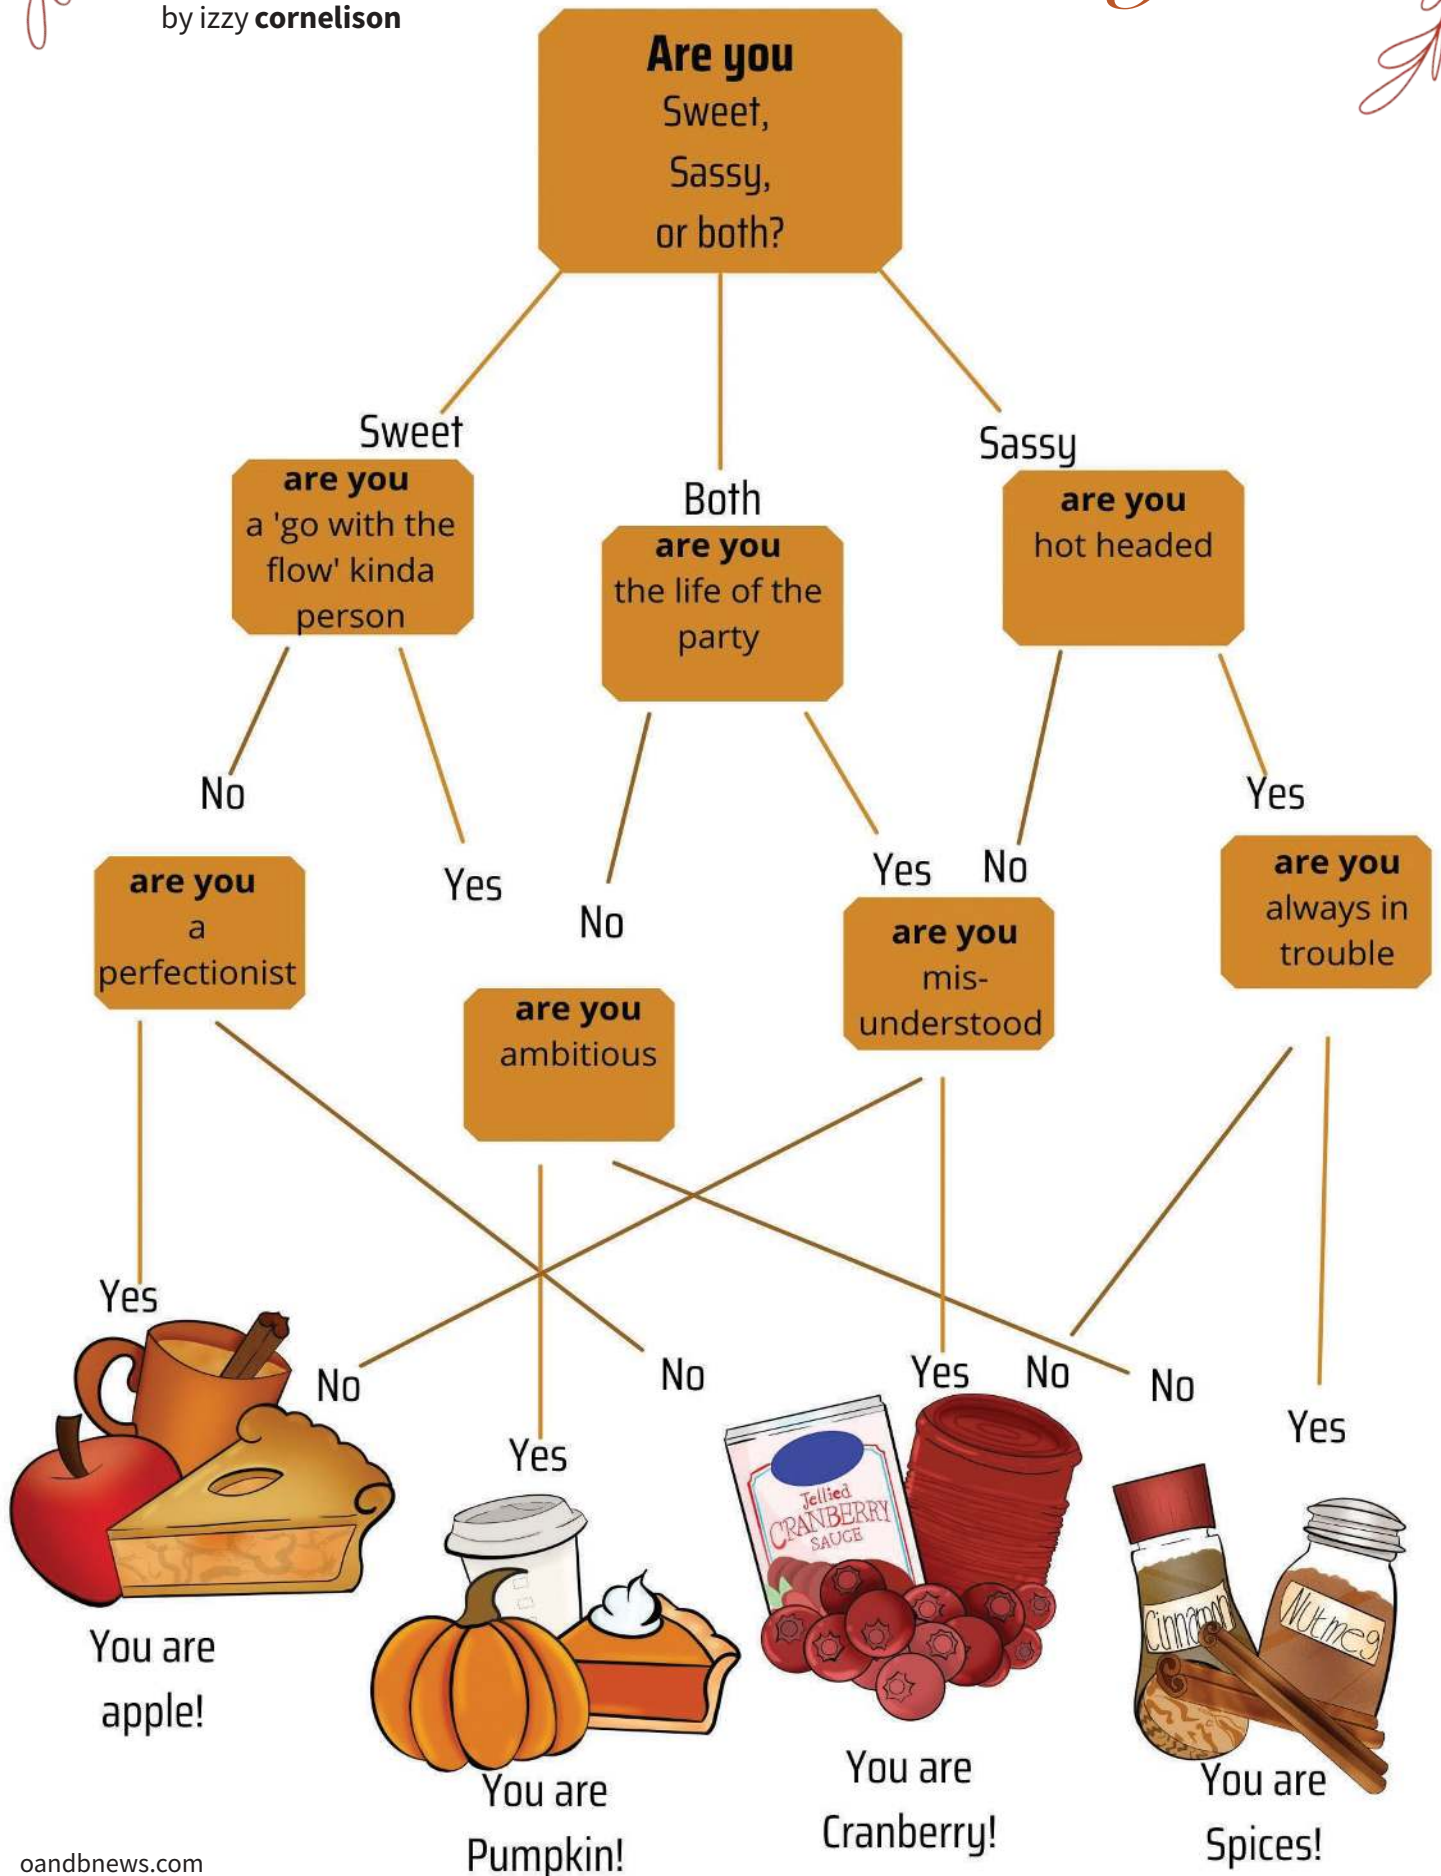 by izzy cornelison
Are you
Sweet,
Sassy,
or both?
Sweet
are you
a 'go with the
flow' kinda
person
Both
are you
the life of the
party
Sassy
are you
hot headed
No
Yes
No
Yes
No
Yes
are you
a
perfectionist
are you
ambitious
are you
mis-
understood
are you
always in
trouble
Yes
No
Yes
No
Yes
No
No
Yes
Jellied
CRANBERRY
SAUCE
Cinnamon
Nutmeg
You are
apple!
You are
Pumpkin!
You are
Cranberry!
You are
Spices!
oandbnews.com